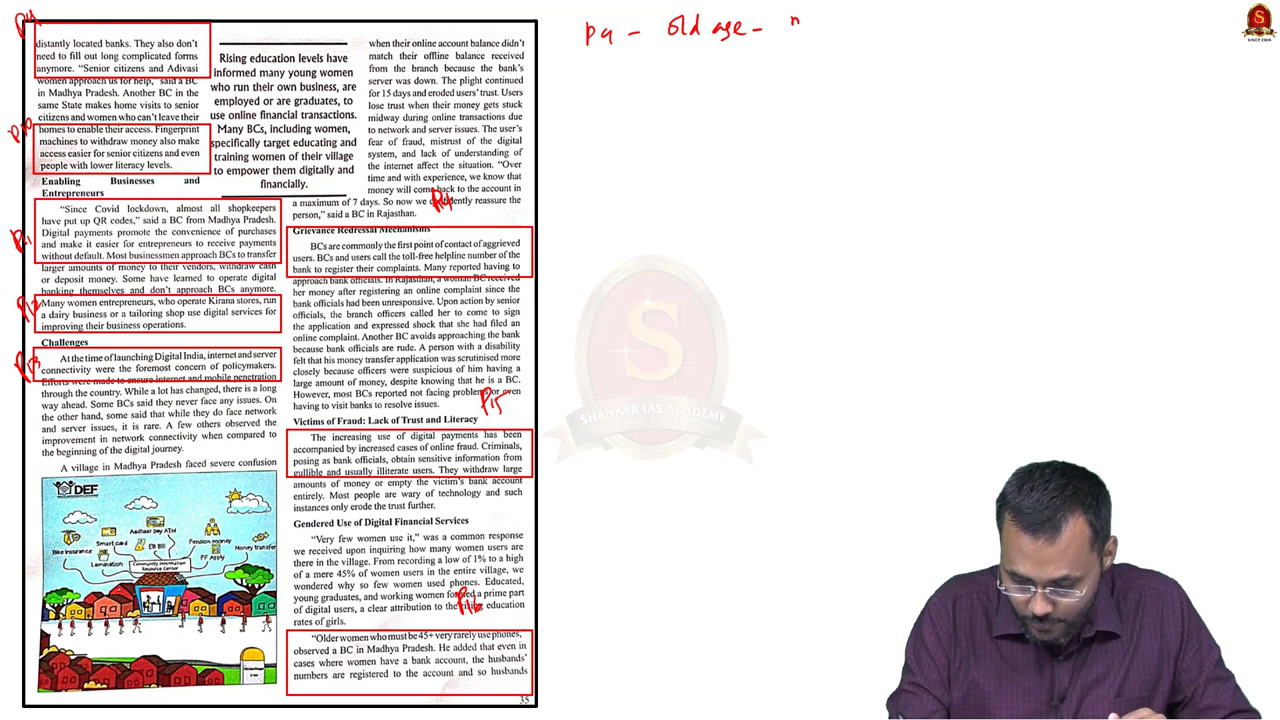 P9
distantly located banks. They also don't
need to fill out long complicated forms
anymore. "Senior citizens and Adivasi
women approach us for help," said a BC
in Madhya Pradesh. Another BC in the
same State makes home visits to senior
citizens and women who can't leave their
homes to enable their access. Fingerprint
P10
machines to withdraw money also make
access easier for senior citizens and even
people with lower literacy levels.
Enabling Businesses and
Entrepreneurs
"Since Covid lockdown, almost all shopkeepers
have put up QR codes," said a BC from Madhya Pradesh.
P11
Digital payments promote the convenience of purchases
and make it easier for entrepreneurs to receive payments
without default. Most businessmen approach BCs to transfer
larger amounts of money to their vendors, withdraw cash
or deposit money. Some have learned to operate digital
banking themselves and don't approach BCs anymore.
P12
Many women entrepreneurs, who operate Kirana stores, run
a dairy business or a tailoring shop use digital services for
improving their business operations.
Challenges
P13
At the time of launching Digital India, internet and server
connectivity were the foremost concern of policymakers.
Efforts were made to ensure internet and mobile penetration
through the country. While a lot has changed, there is a long
way ahead. Some BCs said they never face any issues. On
the other hand, some said that while they do face network
and server issues, it is rare. A few others observed the
improvement in network connectivity when compared to
the beginning of the digital journey.
A village in Madhya Pradesh faced severe confusion
DEF
Aadhaar Pay ATM
Smart card
EB Bill
Pension money
Bike Insurance
Lamination
PF Apply
Money transfer
Community Information
Resource Center
Rising education levels have
informed many young women
who run their own business, are
employed or are graduates, to
use online financial transactions.
Many BCs, including women,
specifically target educating and
training women of their village
to empower them digitally and
financially.
when their online account balance didn't
match their offline balance received
from the branch because the bank's
server was down. The plight continued
for 15 days and eroded users' trust. Users
lose trust when their money gets stuck
midway during online transactions due
to network and server issues. The user's
fear of fraud, mistrust of the digital
system, and lack of understanding of
the internet affect the situation. "Over
time and with experience, we know that
money will come back to the account in
a maximum of 7 days. So now we confidently reassure the
person," said a BC in Rajasthan.
P14
Grievance Redressal Mechanisms
BCs are commonly the first point of contact of aggrieved
users. BCs and users call the toll-free helpline number of the
bank to register their complaints. Many reported having to
approach bank officials. In Rajasthan, a woman BC received
her money after registering an online complaint since the
bank officials had been unresponsive. Upon action by senior
officials, the branch officers called her to come to sign
the application and expressed shock that she had filed an
online complaint. Another BC avoids approaching the bank
because bank officials are rude. A person with a disability
felt that his money transfer application was scrutinised more
closely because officers were suspicious of him having a
large amount of money, despite knowing that he is a BC.
However, most BCs reported not facing problems or even
having to visit banks to resolve issues.
P15
Victims of Fraud: Lack of Trust and Literacy
The increasing use of digital payments has been
accompanied by increased cases of online fraud. Criminals,
posing as bank officials, obtain sensitive information from
gullible and usually illiterate users. They withdraw large
amounts of money or empty the victim's bank account
entirely. Most people are wary of technology and such
instances only erode the trust further.
Gendered Use of Digital Financial Services
"Very few women use it," was a common response
we received upon inquiring how many women users are
there in the village. From recording a low of 1% to a high
of a mere 45% of women users in the entire village, we
wondered why so few women used phones. Educated,
young graduates, and working women formed a prime part
of digital users, a clear attribution to the rising education
rates of girls.
P16
"Older women who must be 45+ very rarely use phones,
observed a BC in Madhya Pradesh. He added that even in
cases where women have a bank account, the husbands'
numbers are registered to the account and so husbands
35
P9 - Old age -
S
SINCE 2004
S
SHANKAR IAS ACADEMY